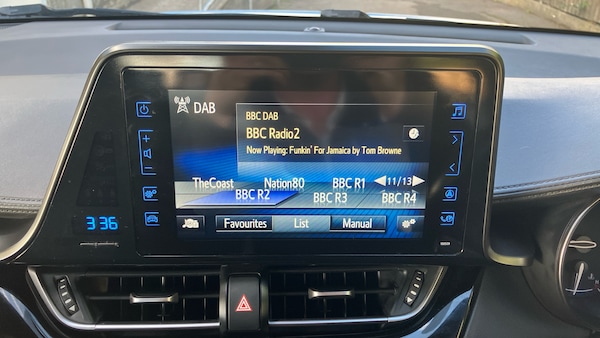 DAB
BBC DAB
BBC Radio2
Now Playing: Funkin' For Jamaica by Tom Browne
TheCoast Nation80 BBC R1 11/13
BBC R2 BBC R3 BBC R4
On Favourites List Manual
+
-
3:36